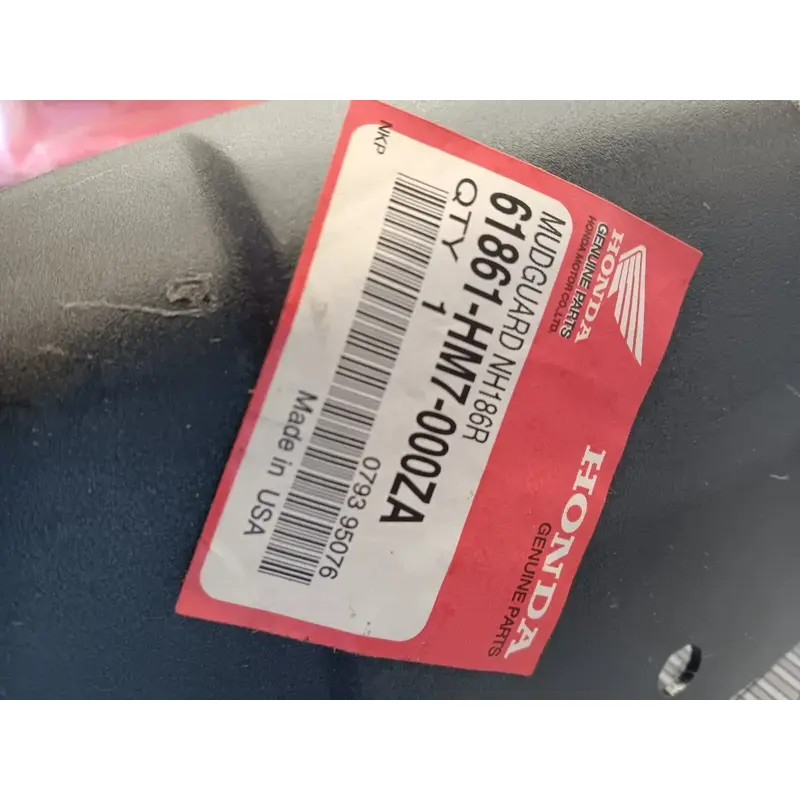 HONDA
GENUINE PARTS
HONDA MOTOR CO.,LTD.
HONDA
GENUINE PARTS
MUDGUARD NH186R
61861-HM7-000ZA
QTY 1
0793 95076
Made in USA
NKP